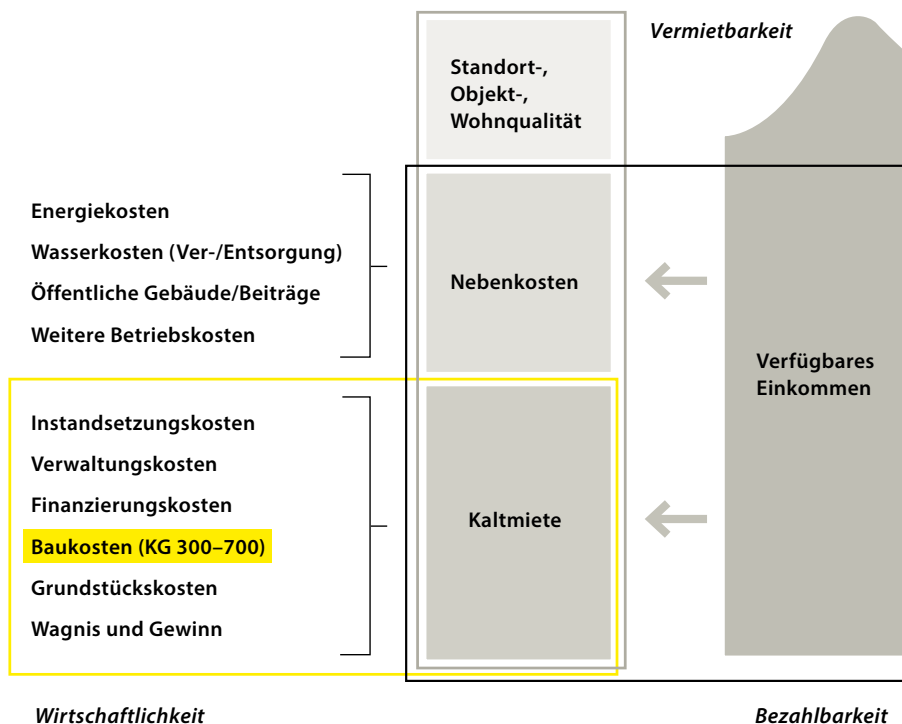 Vermietbarkeit
Standort-,
Objekt-,
Wohnqualität
Energiekosten
Wasserkosten (Ver-/Entsorgung)
Öffentliche Gebäude/Beiträge
Weitere Betriebskosten
Nebenkosten
Verfügbares
Einkommen
Instandsetzungskosten
Verwaltungskosten
Finanzierungskosten
Baukosten (KG 300–700)
Grundstückskosten
Wagnis und Gewinn
Kaltmiete
Wirtschaftlichkeit
Bezahlbarkeit